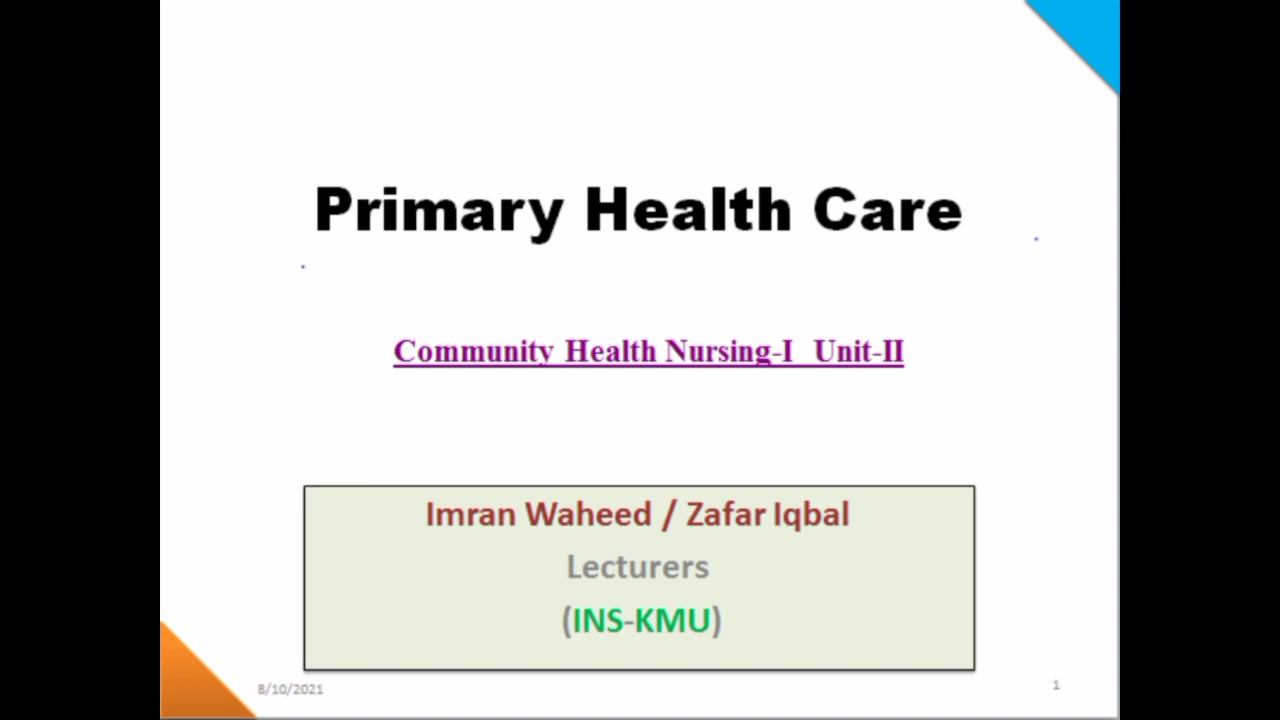 Primary Health Care
Community Health Nursing-I Unit-II
Imran Waheed / Zafar Iqbal
Lecturers
(INS-KMU)
8/10/2021
1